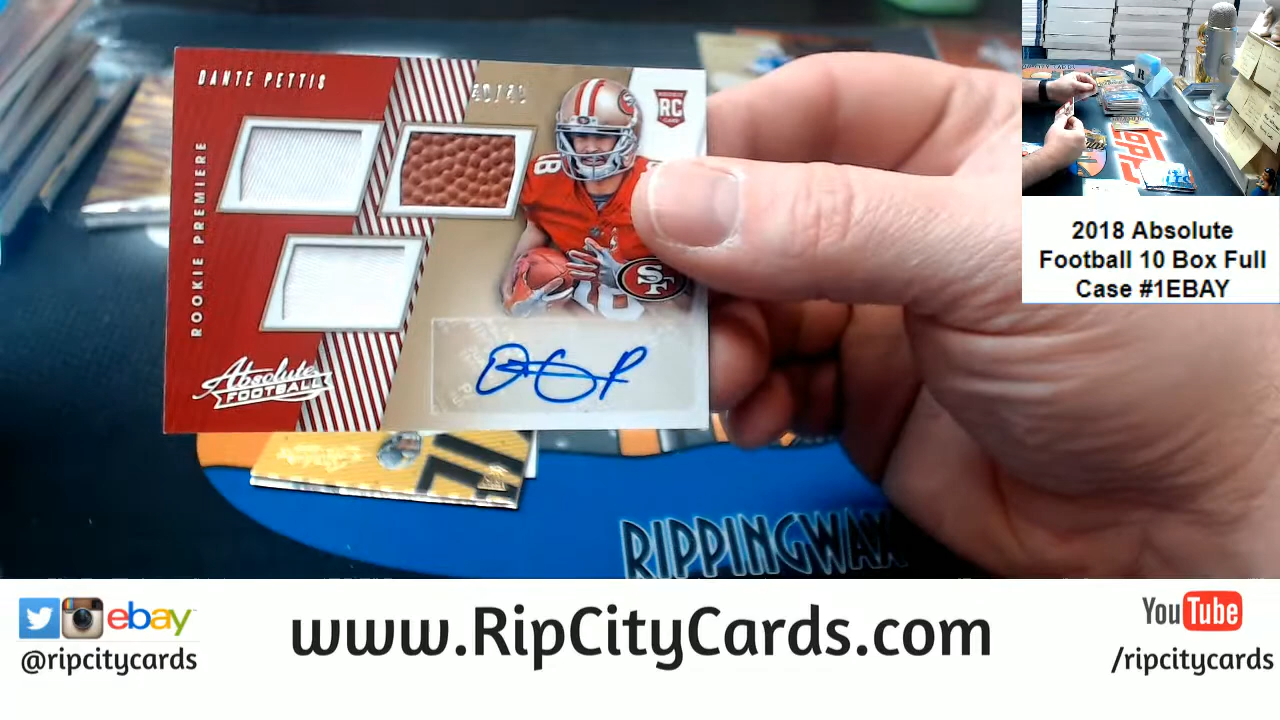 DANTE PETTIS
ROOKIE PREMIERE
RC
18
SF
Absolute
FOOTBALL
RIPPINGWAX
2018 Absolute
Football 10 Box Full
Case #1EBAY
ebay
@ripcitycards
www.RipCityCards.com
YouTube
/ripcitycards